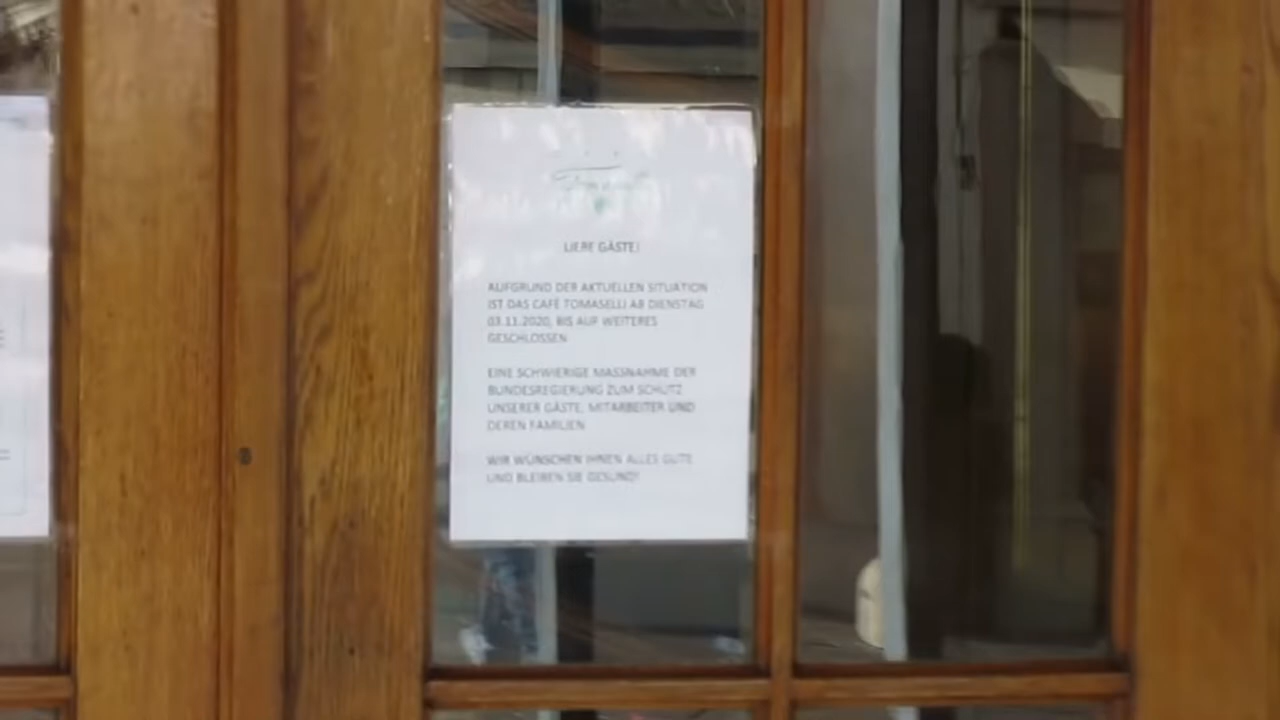 LIEBE GÄSTE!
AUFGRUND DER AKTUELLEN SITUATION
IST DAS CAFÉ TOMASELLI AB DIENSTAG
03.11.2020, BIS AUF WEITERES
GESCHLOSSEN
EINE SCHWIERIGE MASSNAHME DER
BUNDESREGIERUNG ZUM SCHUTZ
UNSERER GÄSTE, MITARBEITER UND
DEREN FAMILIEN
WIR WÜNSCHEN IHNEN ALLES GUTE
UND BLEIBEN SIE GESUND!